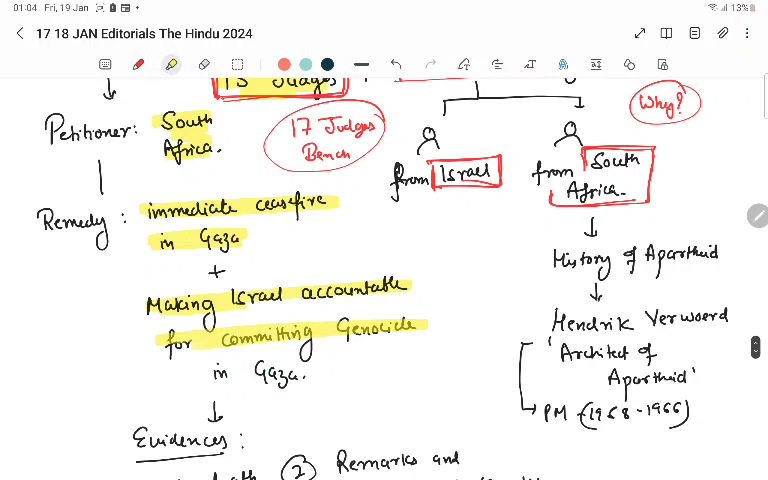 01:04 Fri, 19 Jan
13%
17 18 JAN Editorials The Hindu 2024
15 Judges
17 Judges
Bench
Why?
Petitioner: South
Africa.
from Israel
from South
Africa.
Remedy: immediate ceasefire
in Gaza
+
Making Israel accountable
for committing Genocide
in Gaza.
History of Apartheid
Hendrik Verwoerd
'Architect of
Apartheid'
PM - (1958-1966)
Evidences:
② Remarks and